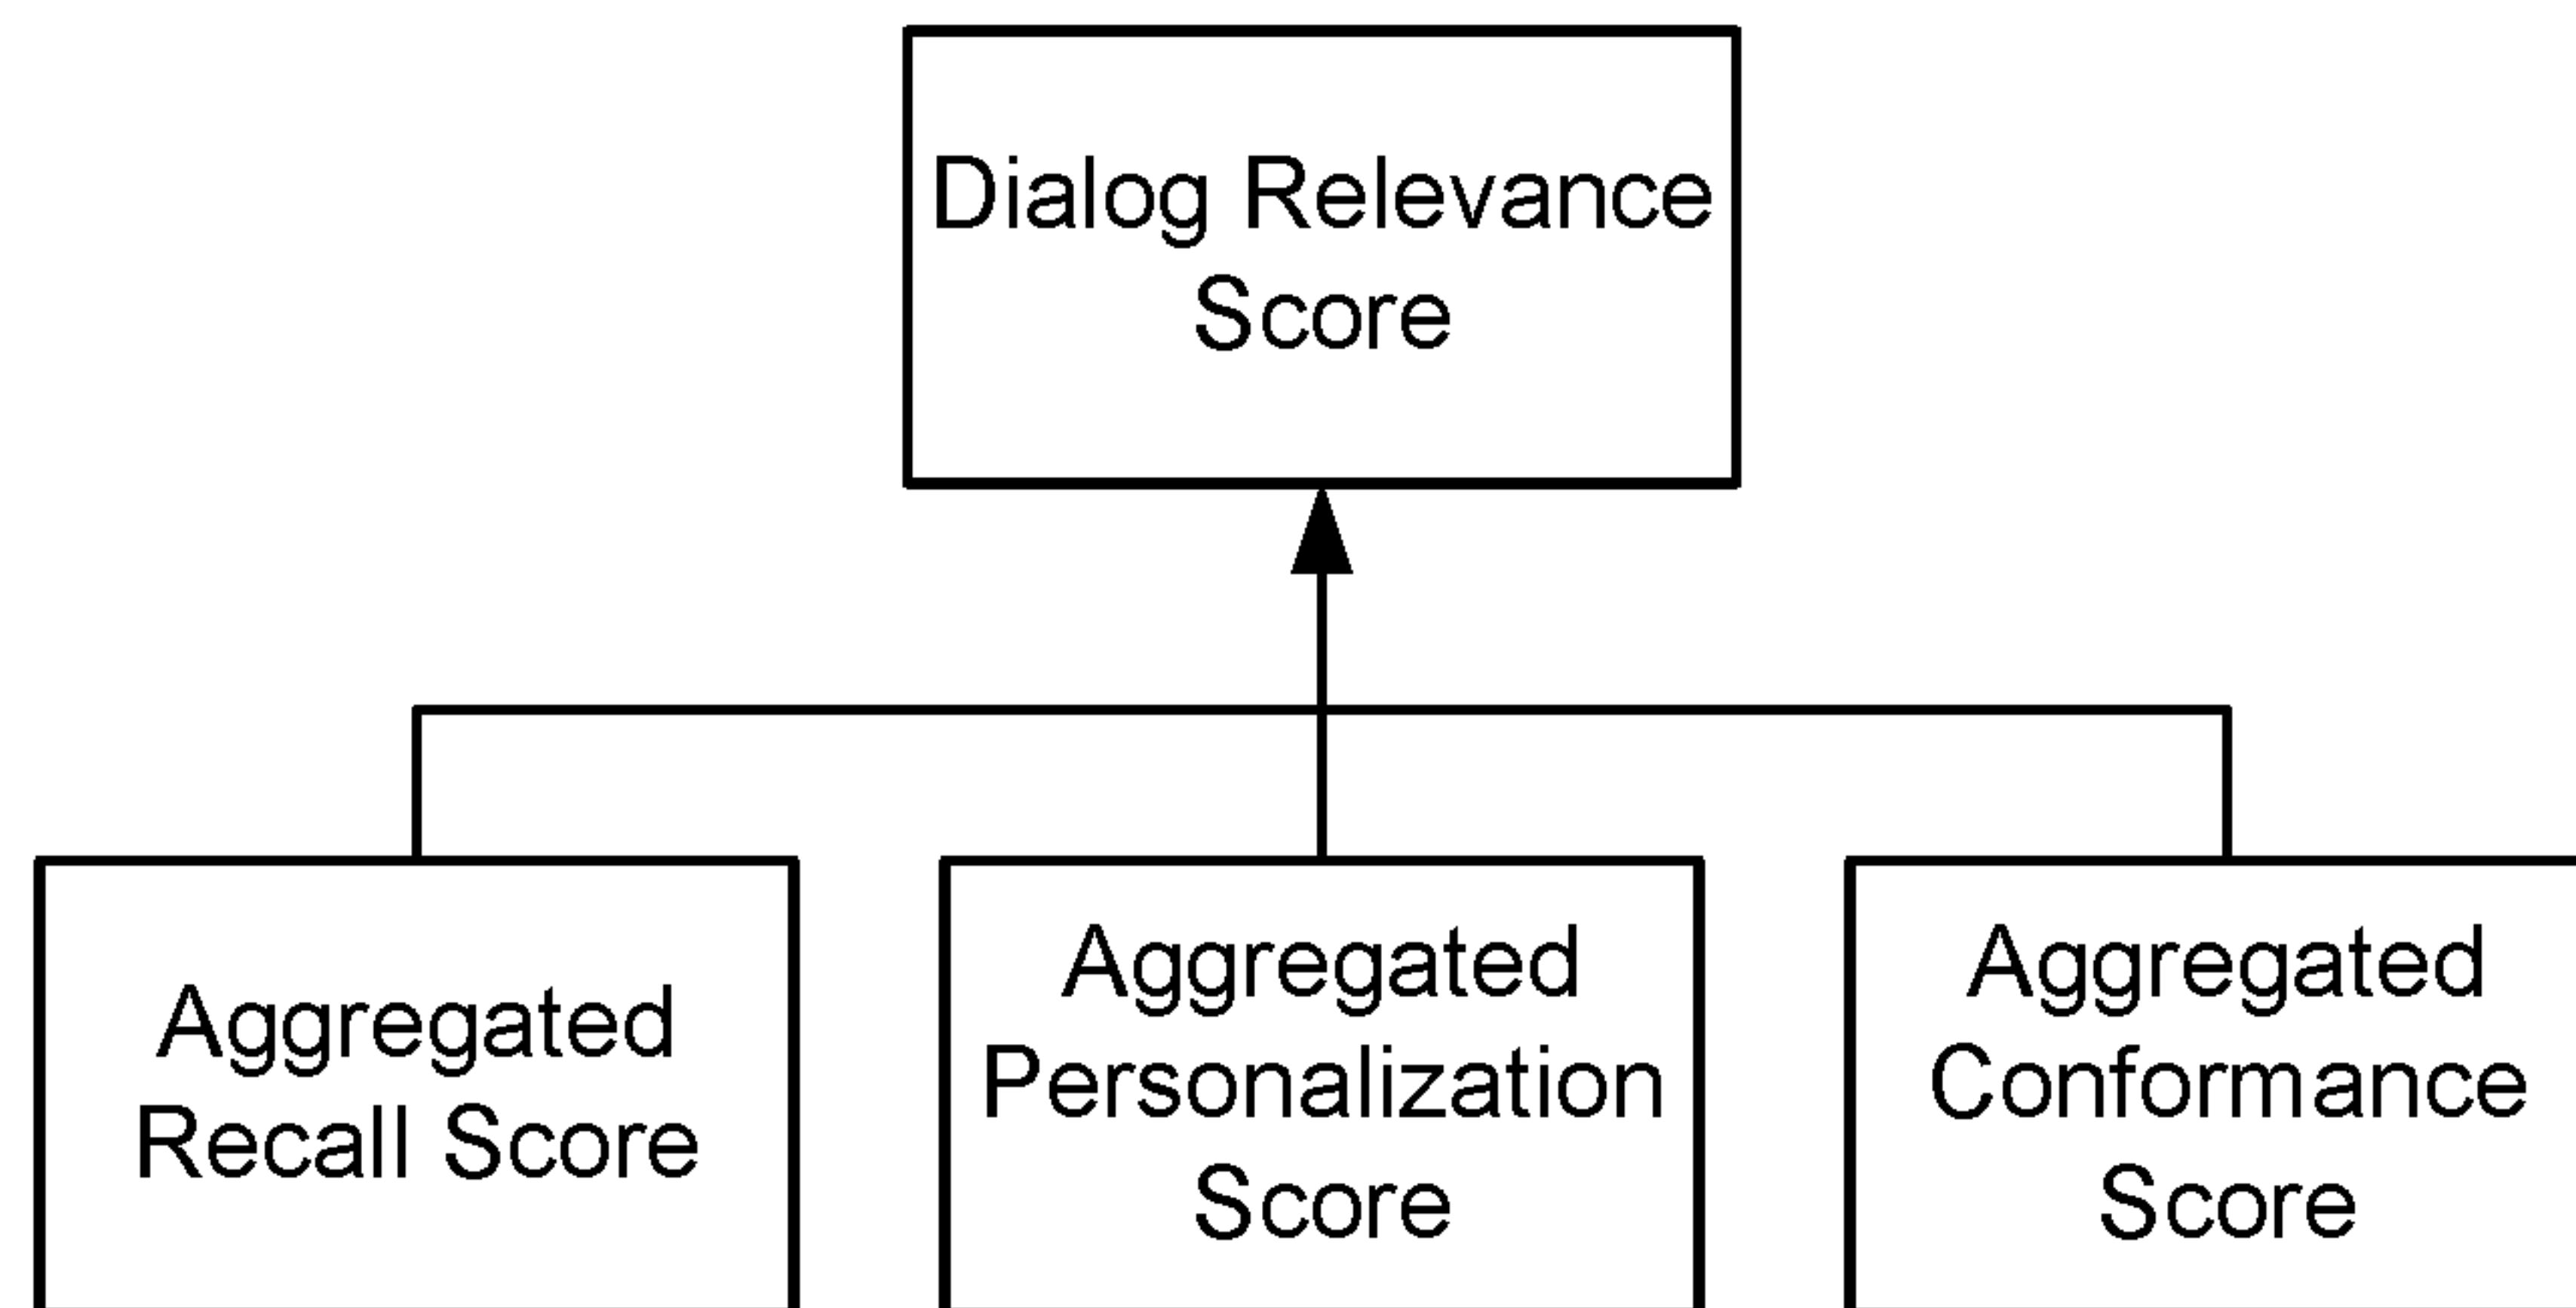 Dialog Relevance
Score
Aggregated
Recall Score
Aggregated
Personalization
Score
Aggregated
Conformance
Score